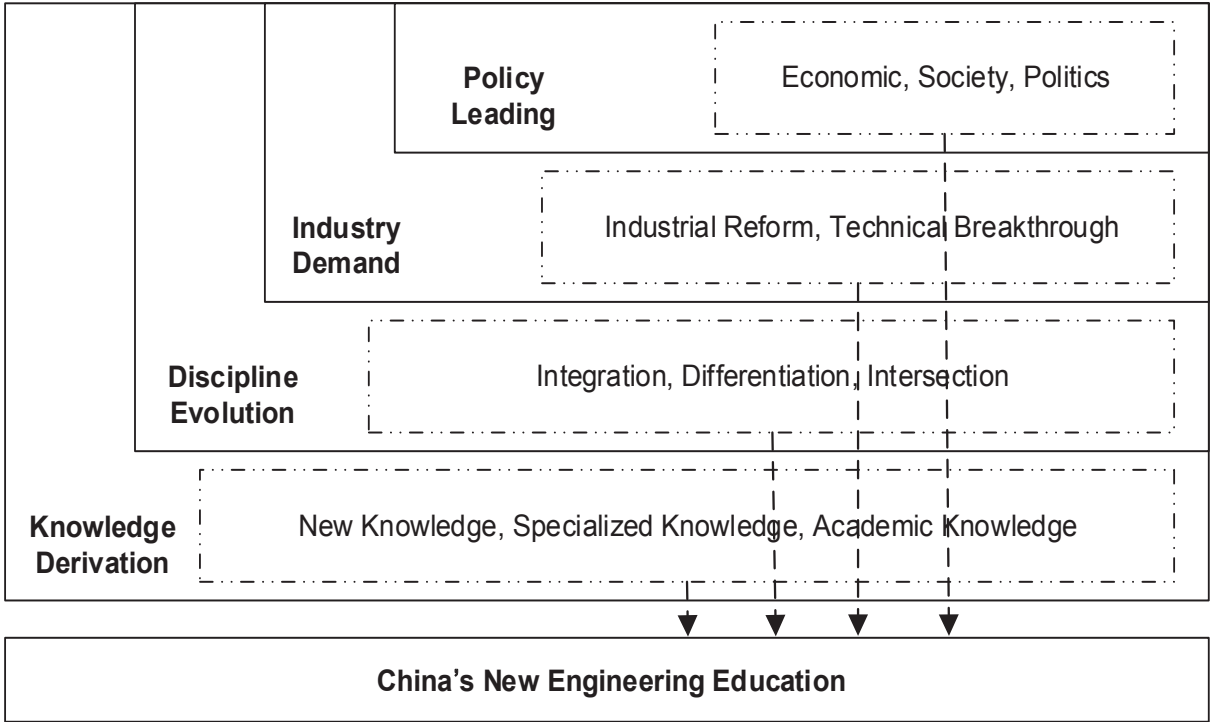 Policy
Leading
Economic, Society, Politics
Industry
Demand
Industrial Reform, Technical Breakthrough
Discipline
Evolution
Integration, Differentiation, Intersection
Knowledge
Derivation
New Knowledge, Specialized Knowledge, Academic Knowledge
China’s New Engineering Education